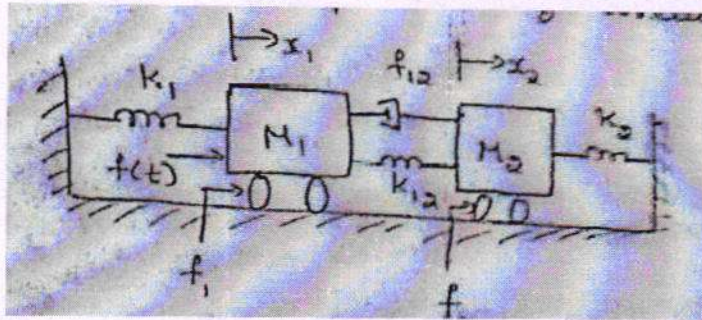 x₁
K₁
f₁₂
x₂
M₁
M₂
K₂
f(t)
K₁₂
f₁
f